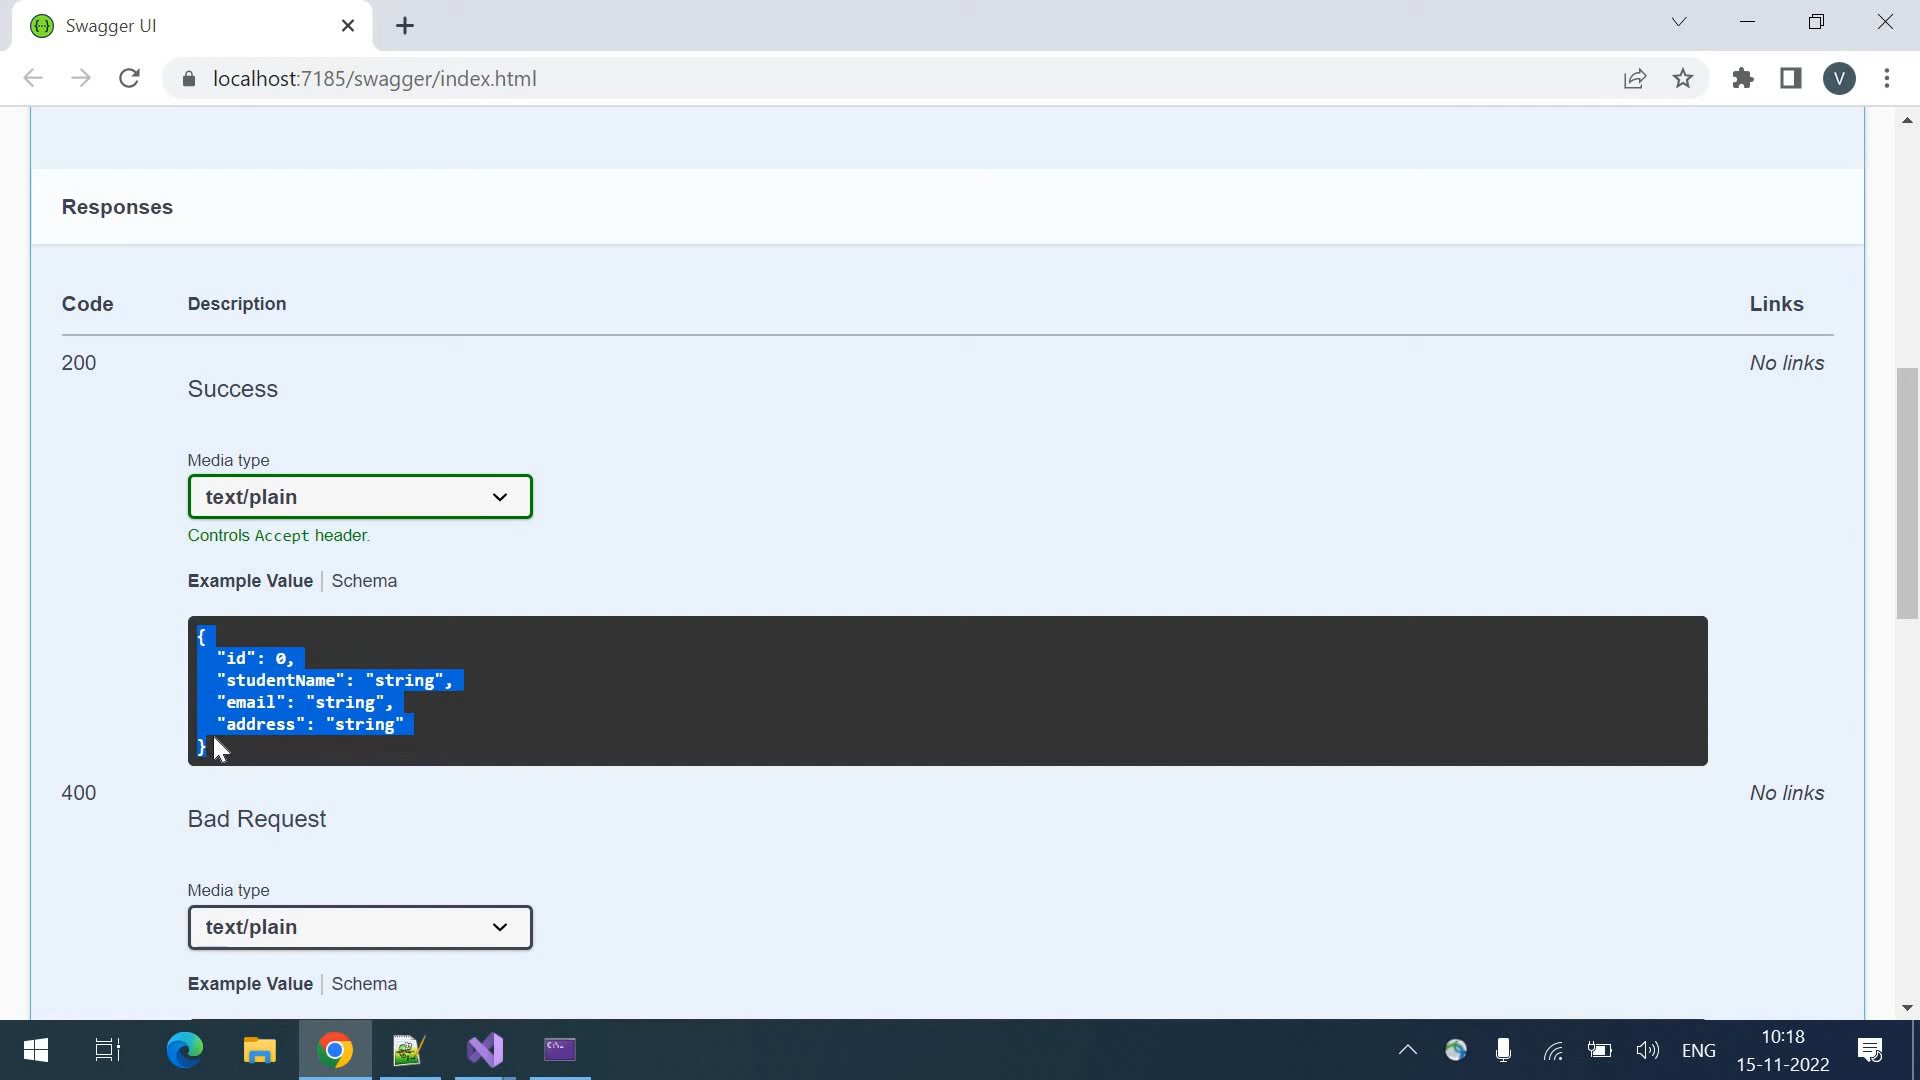 Swagger UI
localhost:7185/swagger/index.html
V
Responses
Code Description Links
200 No links
Success
Media type
text/plain
Controls Accept header.
Example Value Schema
{
"id": 0,
"studentName": "string",
"email": "string",
"address": "string"
}
400 No links
Bad Request
Media type
text/plain
Example Value Schema
ENG
10:18
15-11-2022